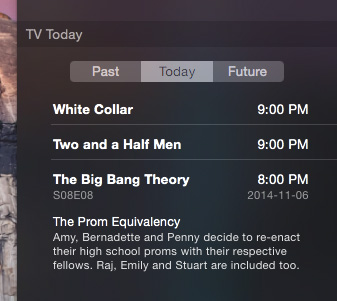 TV Today
Past Today Future
White Collar 9:00 PM
Two and a Half Men 9:00 PM
The Big Bang Theory 8:00 PM
S08E08 2014-11-06
The Prom Equivalency
Amy, Bernadette and Penny decide to re-enact
their high school proms with their respective
fellows. Raj, Emily and Stuart are included too.